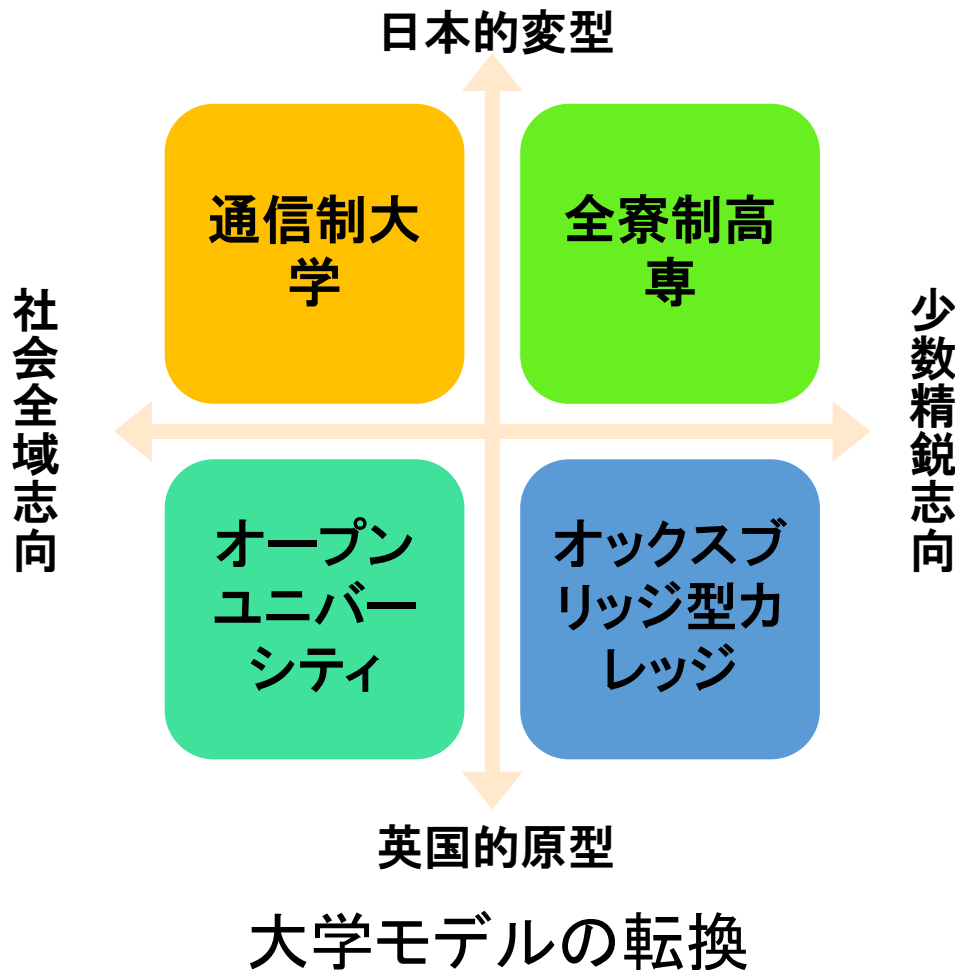 日本的変型
通信制大
学
全寮制高
専
社会全域志向
少数精鋭志向
オープン
ユニバー
シティ
オックスブ
リッジ型カ
レッジ
英国的原型
大学モデルの転換